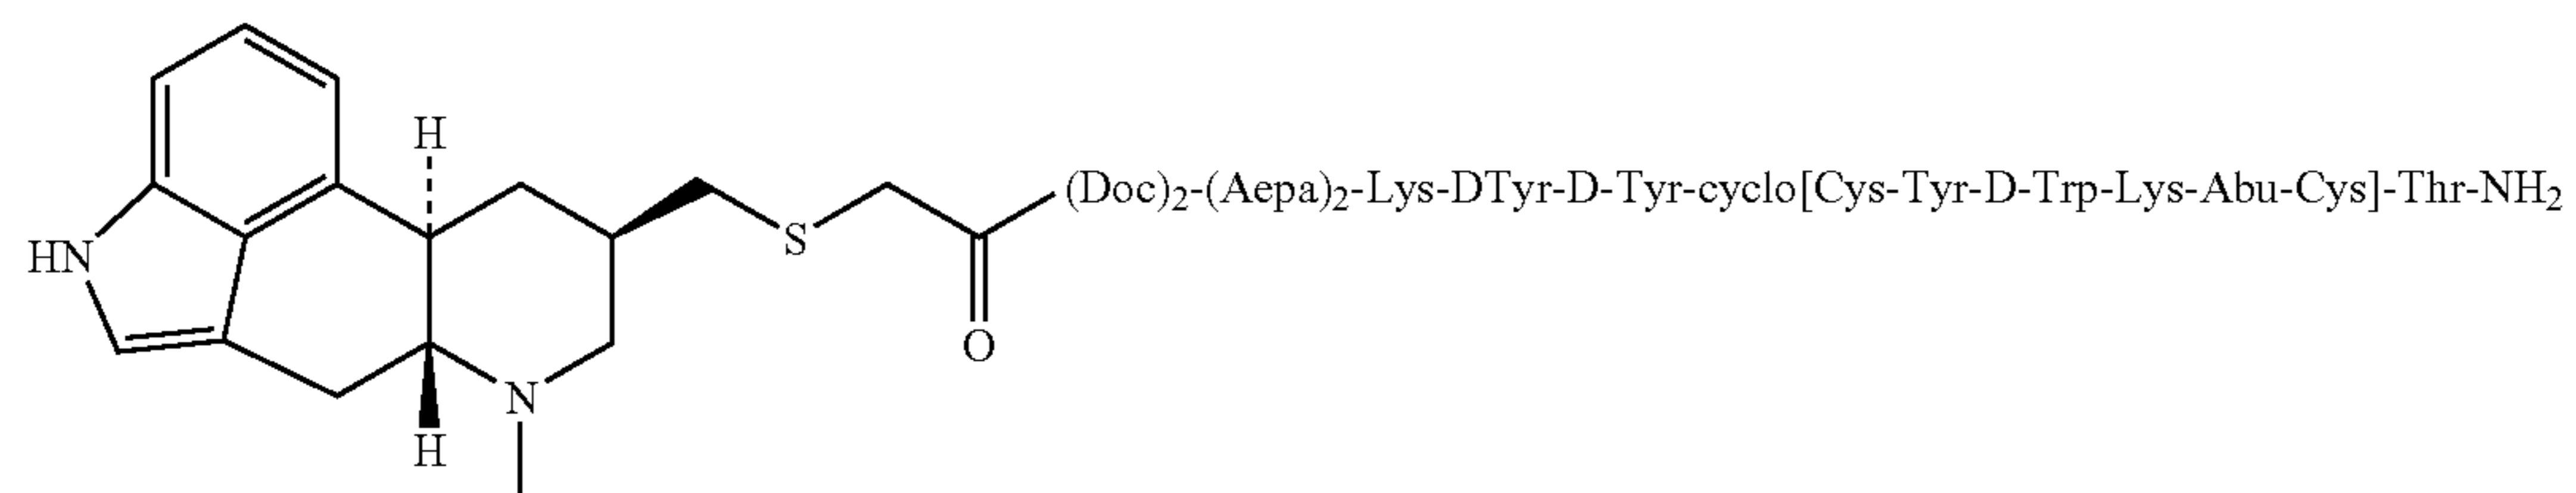 H
(Doc)2-(Aepa)2-Lys-DTyr-D-Tyr-cyclo[Cys-Tyr-D-Trp-Lys-Abu-Cys]-Thr-NH2
S
HN
O
N
H